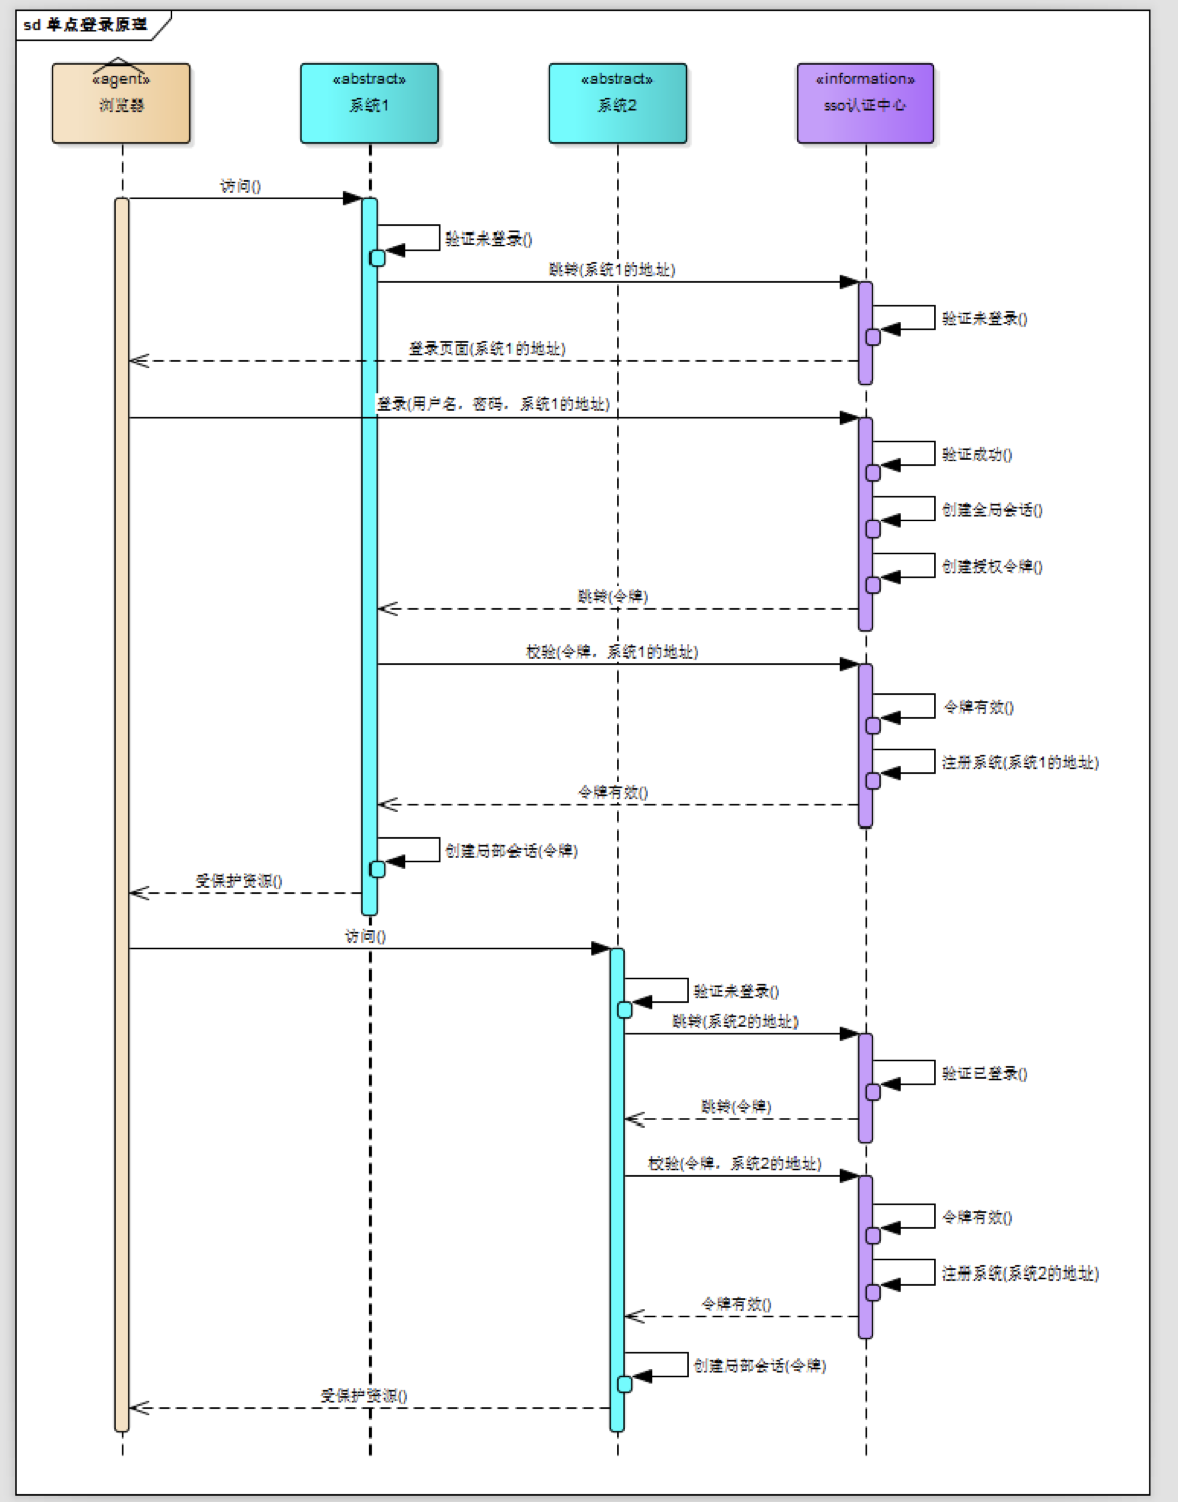 sd 单点登录原理
«agent»
浏览器
«abstract»
系统1
«abstract»
系统2
«information»
sso认证中心
访问()
验证未登录()
跳转(系统1的地址)
验证未登录()
登录页面(系统1的地址)
登录(用户名，密码，系统1的地址)
验证成功()
创建全局会话()
创建授权令牌()
跳转(令牌)
校验(令牌，系统1的地址)
令牌有效()
注册系统(系统1的地址)
令牌有效()
创建局部会话(令牌)
受保护资源()
访问()
验证未登录()
跳转(系统2的地址)
验证已登录()
跳转(令牌)
校验(令牌，系统2的地址)
令牌有效()
注册系统(系统2的地址)
令牌有效()
创建局部会话(令牌)
受保护资源()